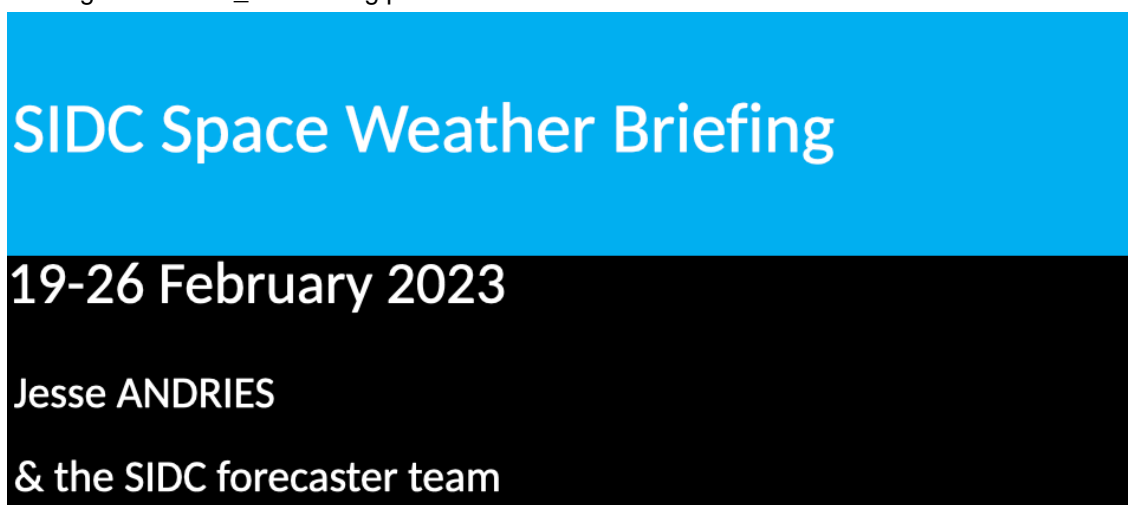 SIDC Space Weather Briefing
19-26 February 2023
Jesse ANDRIES
& the SIDC forecaster team